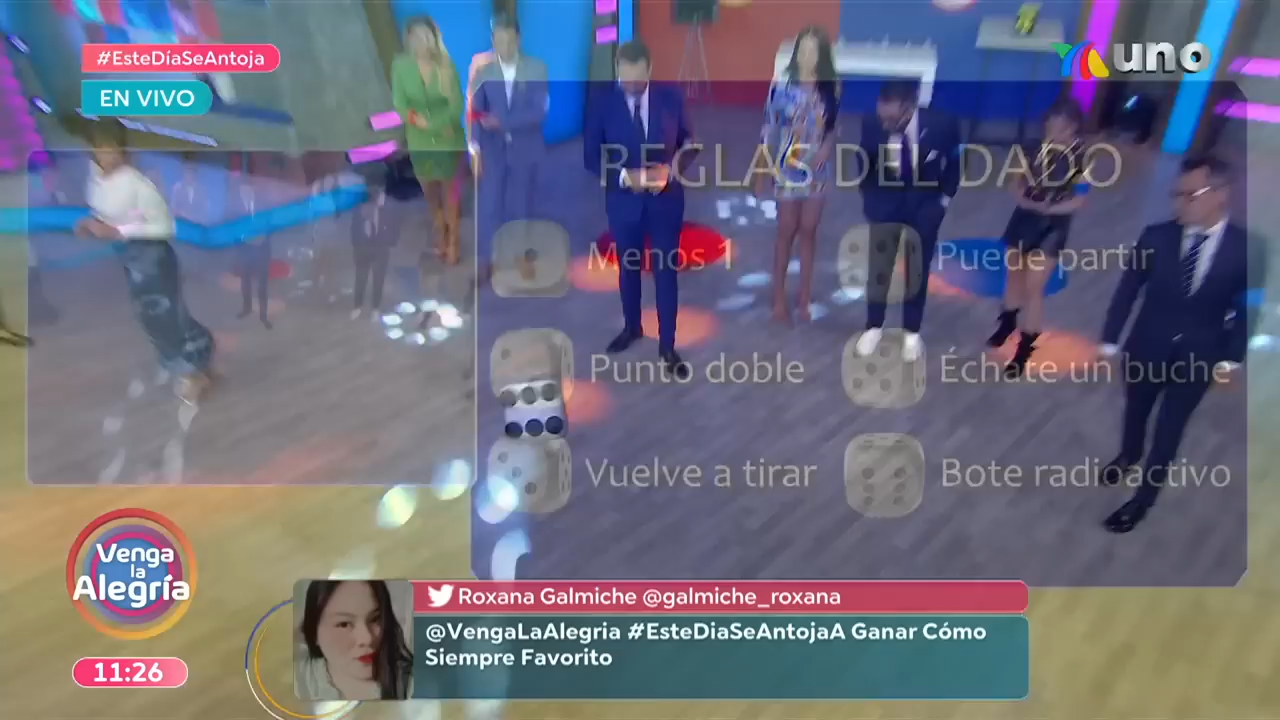 #EsteDíaSeAntoja
EN VIVO
uno
REGLAS DEL DADO
Menos 1
Puede partir
Punto doble
Échate un buche
Vuelve a tirar
Bote radioactivo
Venga
la
Alegría
11:26
Roxana Galmiche @galmiche_roxana
@VengaLaAlegria #EsteDiaSeAntojaA Ganar Cómo
Siempre Favorito